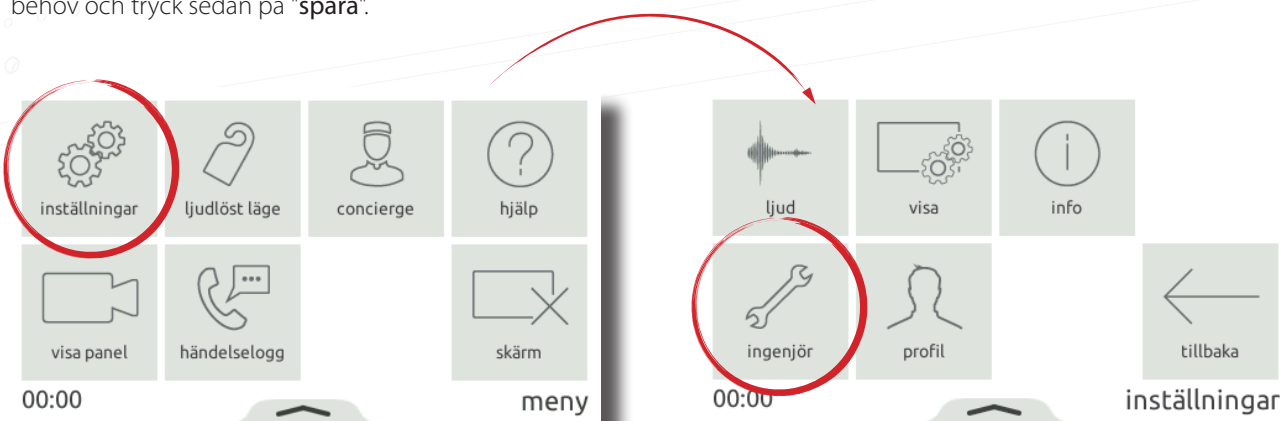 behov och tryck sedan på "spara".
inställningar
ljudlöst läge
concierge
hjälp
visa panel
händelselogg
skärm
00:00
meny
ljud
visa
info
ingenjör
profil
tillbaka
00:00
inställningar